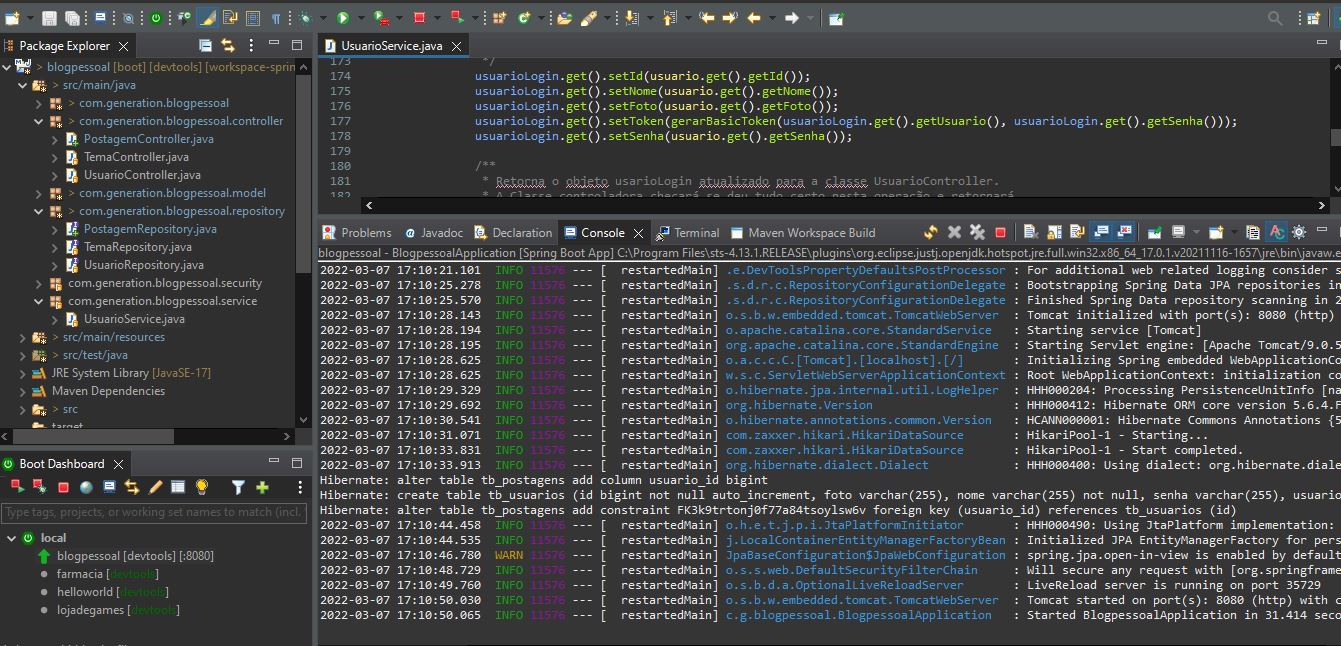 Package Explorer
blogpessoal [boot] [devtools] [workspace-sprin
src/main/java
com.generation.blogpessoal
com.generation.blogpessoal.controller
PostagemController.java
TemaController.java
UsuarioController.java
com.generation.blogpessoal.model
com.generation.blogpessoal.repository
PostagemRepository.java
TemaRepository.java
UsuarioRepository.java
com.generation.blogpessoal.security
com.generation.blogpessoal.service
UsuarioService.java
src/main/resources
src/test/java
JRE System Library [JavaSE-17]
Maven Dependencies
src
target
Boot Dashboard
Type tags, projects, or working set names to match (incl.
local
blogpessoal [devtools] [:8080]
farmacia [devtools]
helloworld [devtools]
lojadegames [devtools]
UsuarioService.java
173 */
174 usuarioLogin.get().setId(usuario.get().getId());
175 usuarioLogin.get().setNome(usuario.get().getNome());
176 usuarioLogin.get().setFoto(usuario.get().getFoto());
177 usuarioLogin.get().setToken(gerarBasicToken(usuarioLogin.get().getUsuario(), usuarioLogin.get().getSenha()));
178 usuarioLogin.get().setSenha(usuario.get().getSenha());
179
180 /**
181 * Retorna o objeto usarioLogin atualizado para a classe UsuarioController.
182 * A Classe controladora checará se deu tudo certo nesta operação e retornará
Problems Javadoc Declaration Console Terminal Maven Workspace Build
blogpessoal - BlogpessoalApplication [Spring Boot App] C:\Program Files\sts-4.13.1.RELEASE\plugins\org.eclipse.justj.openjdk.hotspot.jre.full.win32.x86_64_17.0.1.v20211116-1657\jre\bin\javaw.e
2022-03-07 17:10:21.101 INFO 11576 --- [ restartedMain] .e.DevToolsPropertyDefaultsPostProcessor : For additional web related logging consider s
2022-03-07 17:10:25.278 INFO 11576 --- [ restartedMain] .s.d.r.c.RepositoryConfigurationDelegate : Bootstrapping Spring Data JPA repositories in
2022-03-07 17:10:25.570 INFO 11576 --- [ restartedMain] .s.d.r.c.RepositoryConfigurationDelegate : Finished Spring Data repository scanning in 2
2022-03-07 17:10:28.143 INFO 11576 --- [ restartedMain] o.s.b.w.embedded.tomcat.TomcatWebServer : Tomcat initialized with port(s): 8080 (http)
2022-03-07 17:10:28.194 INFO 11576 --- [ restartedMain] o.apache.catalina.core.StandardService : Starting service [Tomcat]
2022-03-07 17:10:28.195 INFO 11576 --- [ restartedMain] org.apache.catalina.core.StandardEngine : Starting Servlet engine: [Apache Tomcat/9.0.5
2022-03-07 17:10:28.625 INFO 11576 --- [ restartedMain] o.a.c.c.C.[Tomcat].[localhost].[/] : Initializing Spring embedded WebApplicationCo
2022-03-07 17:10:28.625 INFO 11576 --- [ restartedMain] w.s.c.ServletWebServerApplicationContext : Root WebApplicationContext: initialization co
2022-03-07 17:10:29.329 INFO 11576 --- [ restartedMain] o.hibernate.jpa.internal.util.LogHelper : HHH000204: Processing PersistenceUnitInfo [na
2022-03-07 17:10:29.692 INFO 11576 --- [ restartedMain] org.hibernate.Version : HHH000412: Hibernate ORM core version 5.6.4.F
2022-03-07 17:10:30.541 INFO 11576 --- [ restartedMain] o.hibernate.annotations.common.Version : HCANN000001: Hibernate Commons Annotations {5
2022-03-07 17:10:31.071 INFO 11576 --- [ restartedMain] com.zaxxer.hikari.HikariDataSource : HikariPool-1 - Starting...
2022-03-07 17:10:33.831 INFO 11576 --- [ restartedMain] com.zaxxer.hikari.HikariDataSource : HikariPool-1 - Start completed.
2022-03-07 17:10:33.913 INFO 11576 --- [ restartedMain] org.hibernate.dialect.Dialect : HHH000400: Using dialect: org.hibernate.diale
Hibernate: alter table tb_postagens add column usuario_id bigint
Hibernate: create table tb_usuarios (id bigint not null auto_increment, foto varchar(255), nome varchar(255) not null, senha varchar(255), usuario
Hibernate: alter table tb_postagens add constraint FK3k9trtonj0f77a84tsoylsw6v foreign key (usuario_id) references tb_usuarios (id)
2022-03-07 17:10:44.458 INFO 11576 --- [ restartedMain] o.h.e.t.j.p.i.JtaPlatformInitiator : HHH000490: Using JtaPlatform implementation:
2022-03-07 17:10:44.535 INFO 11576 --- [ restartedMain] j.LocalContainerEntityManagerFactoryBean : Initialized JPA EntityManagerFactory for pers
2022-03-07 17:10:46.780 WARN 11576 --- [ restartedMain] JpaBaseConfiguration$JpaWebConfiguration : spring.jpa.open-in-view is enabled by default
2022-03-07 17:10:48.729 INFO 11576 --- [ restartedMain] o.s.s.web.DefaultSecurityFilterChain : Will secure any request with [org.springframe
2022-03-07 17:10:49.760 INFO 11576 --- [ restartedMain] o.s.b.d.a.OptionalLiveReloadServer : LiveReload server is running on port 35729
2022-03-07 17:10:50.030 INFO 11576 --- [ restartedMain] o.s.b.w.embedded.tomcat.TomcatWebServer : Tomcat started on port(s): 8080 (http) with c
2022-03-07 17:10:50.065 INFO 11576 --- [ restartedMain] c.g.blogpessoal.BlogpessoalApplication : Started BlogpessoalApplication in 31.414 seco